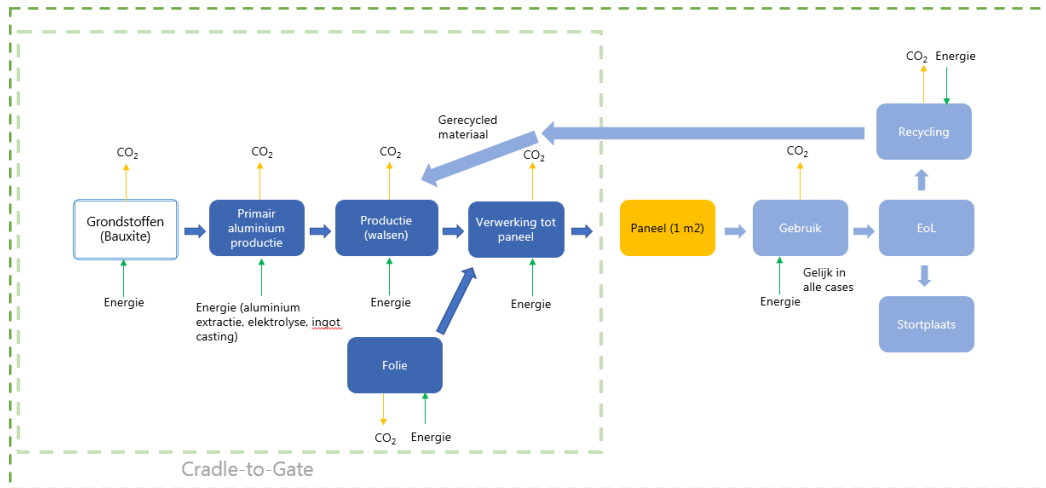 CO2
Energie
Recycling
Gerecycled
materiaal
CO2
CO2
CO2
CO2
CO2
Grondstoffen
(Bauxite)
Primair
aluminium
productie
Productie
(walsen)
Verwerking tot
paneel
Paneel (1 m2)
Gebruik
EoL
Energie
Energie (aluminium
extractie, elektrolyse, ingot
casting)
Energie
Energie
Energie
Gelijk in
alle cases
Stortplaats
Folie
CO2
Energie
Cradle-to-Gate